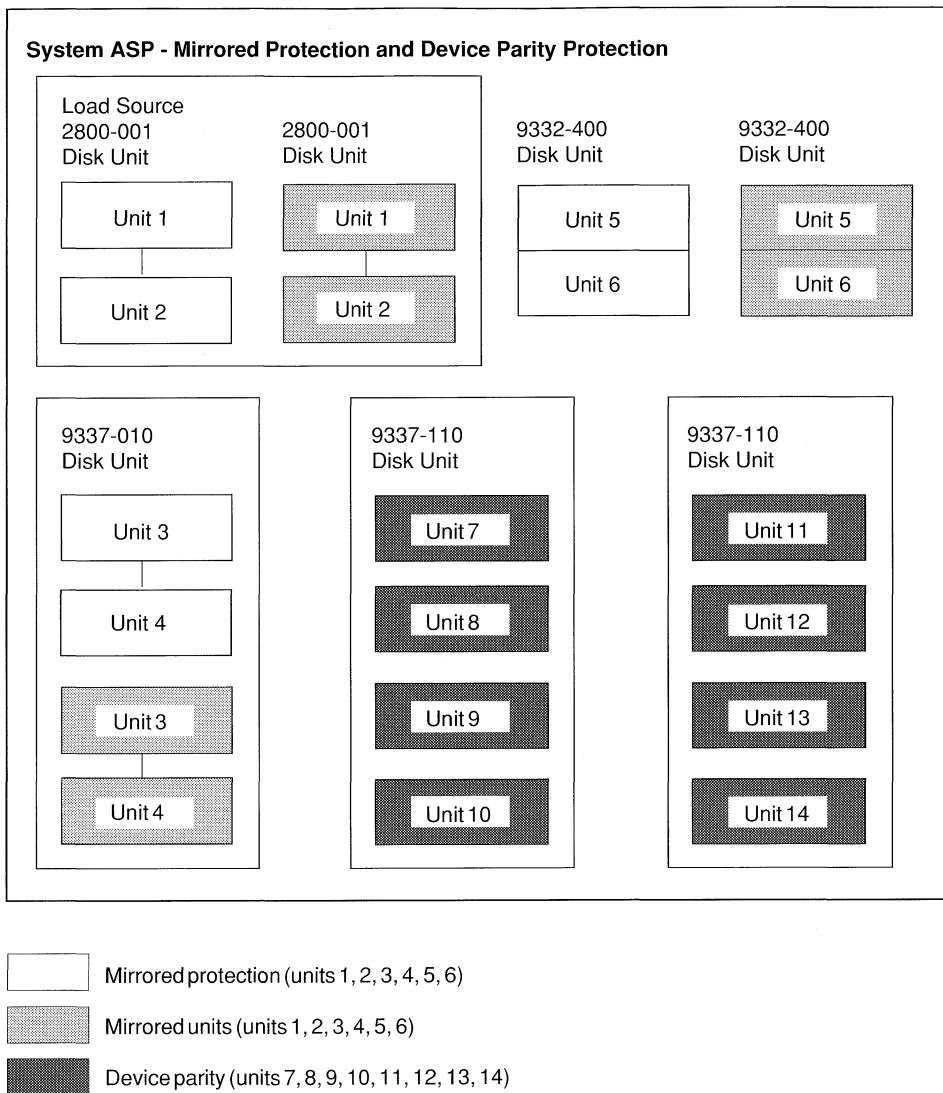 System ASP - Mirrored Protection and Device Parity Protection
Load Source
2800-001
Disk Unit
Unit 1
Unit 2
2800-001
Disk Unit
Unit 1
Unit 2
9332-400
Disk Unit
Unit 5
Unit 6
9332-400
Disk Unit
Unit 5
Unit 6
9337-010
Disk Unit
Unit 3
Unit 4
Unit 3
Unit 4
9337-110
Disk Unit
Unit 7
Unit 8
Unit 9
Unit 10
9337-110
Disk Unit
Unit 11
Unit 12
Unit 13
Unit 14
Mirrored protection (units 1, 2, 3, 4, 5, 6)
Mirrored units (units 1, 2, 3, 4, 5, 6)
Device parity (units 7, 8, 9, 10, 11, 12, 13, 14)